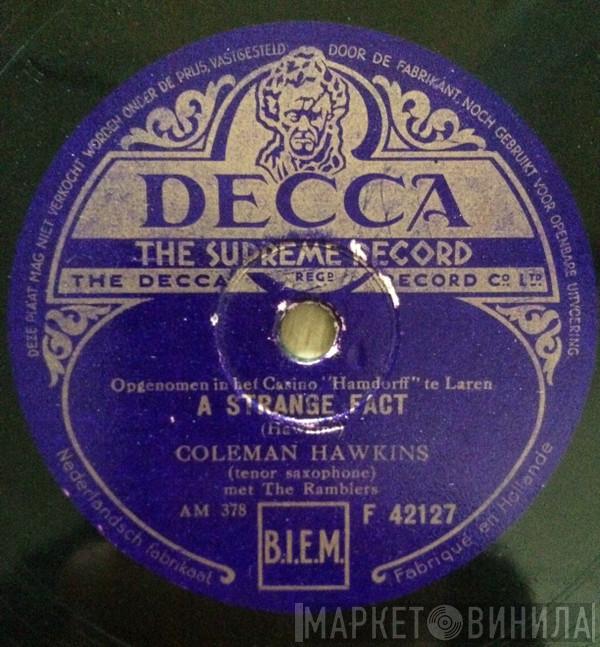 DEZE PLAAT MAG NIET VERKOCHT WORDEN ONDER DE PRIJS, VASTGESTELD DOOR DE FABRIKANT, NOCH GEBRUIKT VOOR OPENBARE UITVOERING
DECCA
THE SUPREME RECORD
THE DECCA REGD RECORD CO LTD
Opgenomen in het Casino "Hamdorff" te Laren
A STRANGE FACT
(Hawkins)
COLEMAN HAWKINS
(tenor saxophone)
met The Ramblers
AM 378
F 42127
B.I.E.M.
Nederlandsch fabrikaat
Fabriqué en Hollande
МАРКЕТ ВИНИЛА